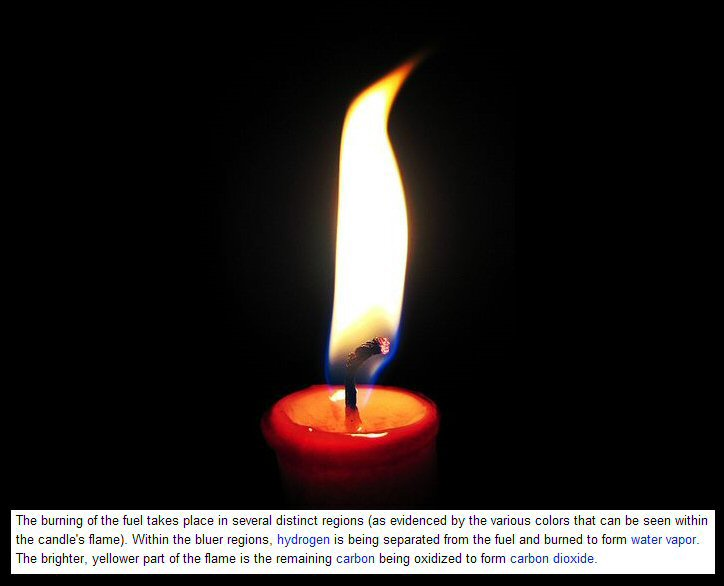 The burning of the fuel takes place in several distinct regions (as evidenced by the various colors that can be seen within
the candle's flame). Within the bluer regions, hydrogen is being separated from the fuel and burned to form water vapor.
The brighter, yellower part of the flame is the remaining carbon being oxidized to form carbon dioxide.